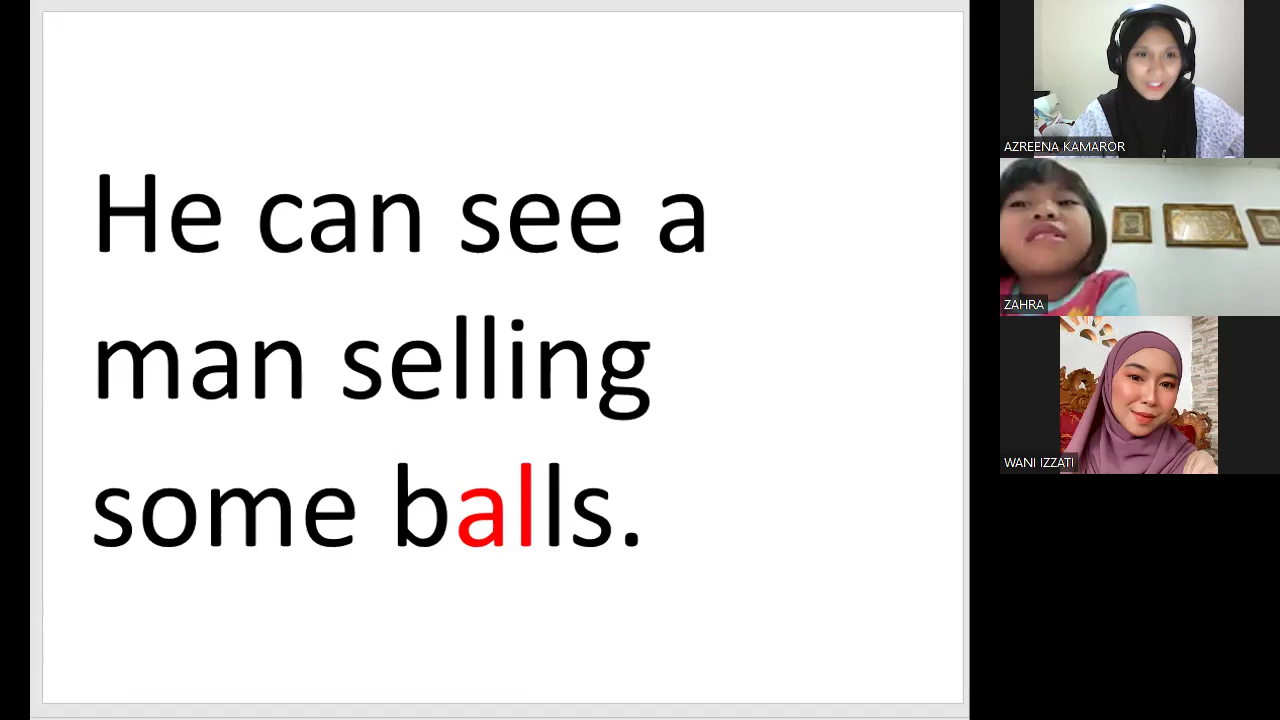 He can see a
man selling
some balls.
AZREENA KAMAROR
ZAHRA
WANI IZZATI